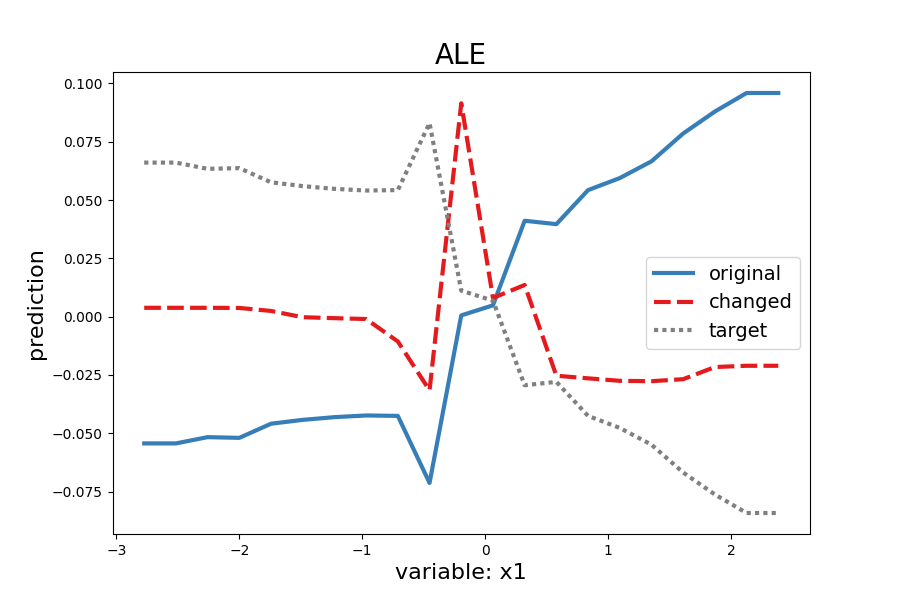 ALE
0.100
0.075
0.050
0.025
0.000
−0.025
−0.050
−0.075
prediction
original
changed
target
−3 −2 −1 0 1 2
variable: x1